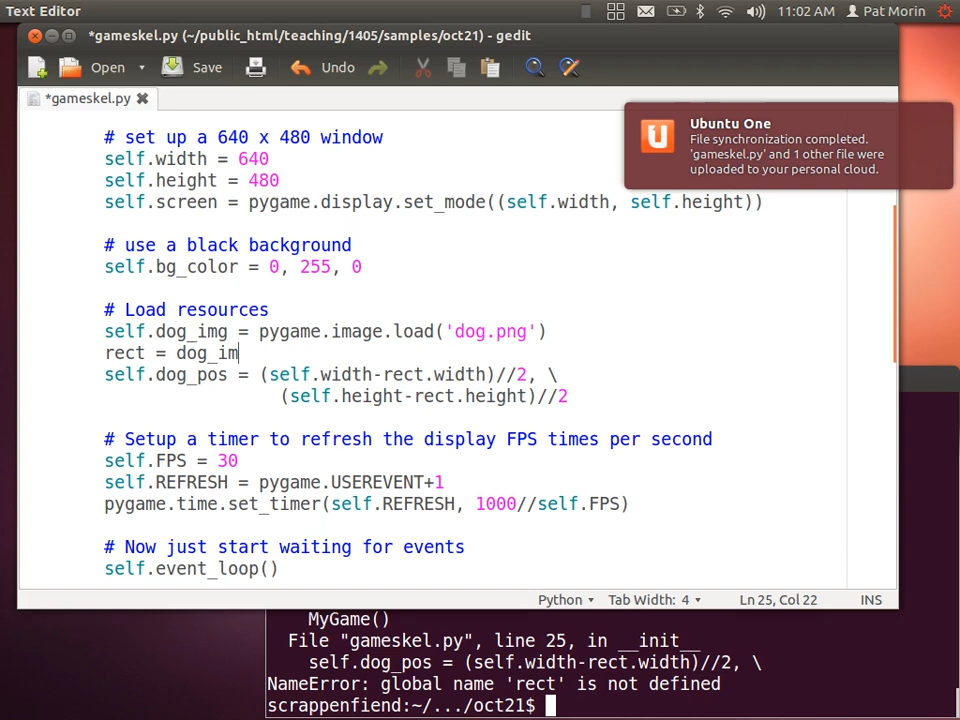 Text Editor
11:02 AM
Pat Morin
*gameskel.py (~/public_html/teaching/1405/samples/oct21) - gedit
Open
Save
Undo
*gameskel.py
Ubuntu One
File synchronization completed.
'gameskel.py' and 1 other file were
uploaded to your personal cloud.
# set up a 640 x 480 window
self.width = 640
self.height = 480
self.screen = pygame.display.set_mode((self.width, self.height))
# use a black background
self.bg_color = 0, 255, 0
# Load resources
self.dog_img = pygame.image.load('dog.png')
rect = dog_im
self.dog_pos = (self.width-rect.width)//2, \
(self.height-rect.height)//2
# Setup a timer to refresh the display FPS times per second
self.FPS = 30
self.REFRESH = pygame.USEREVENT+1
pygame.time.set_timer(self.REFRESH, 1000//self.FPS)
# Now just start waiting for events
self.event_loop()
Python
Tab Width: 4
Ln 25, Col 22
INS
MyGame()
File "gameskel.py", line 25, in __init__
self.dog_pos = (self.width-rect.width)//2, \
NameError: global name 'rect' is not defined
scrappenfiend:~/.../oct21$